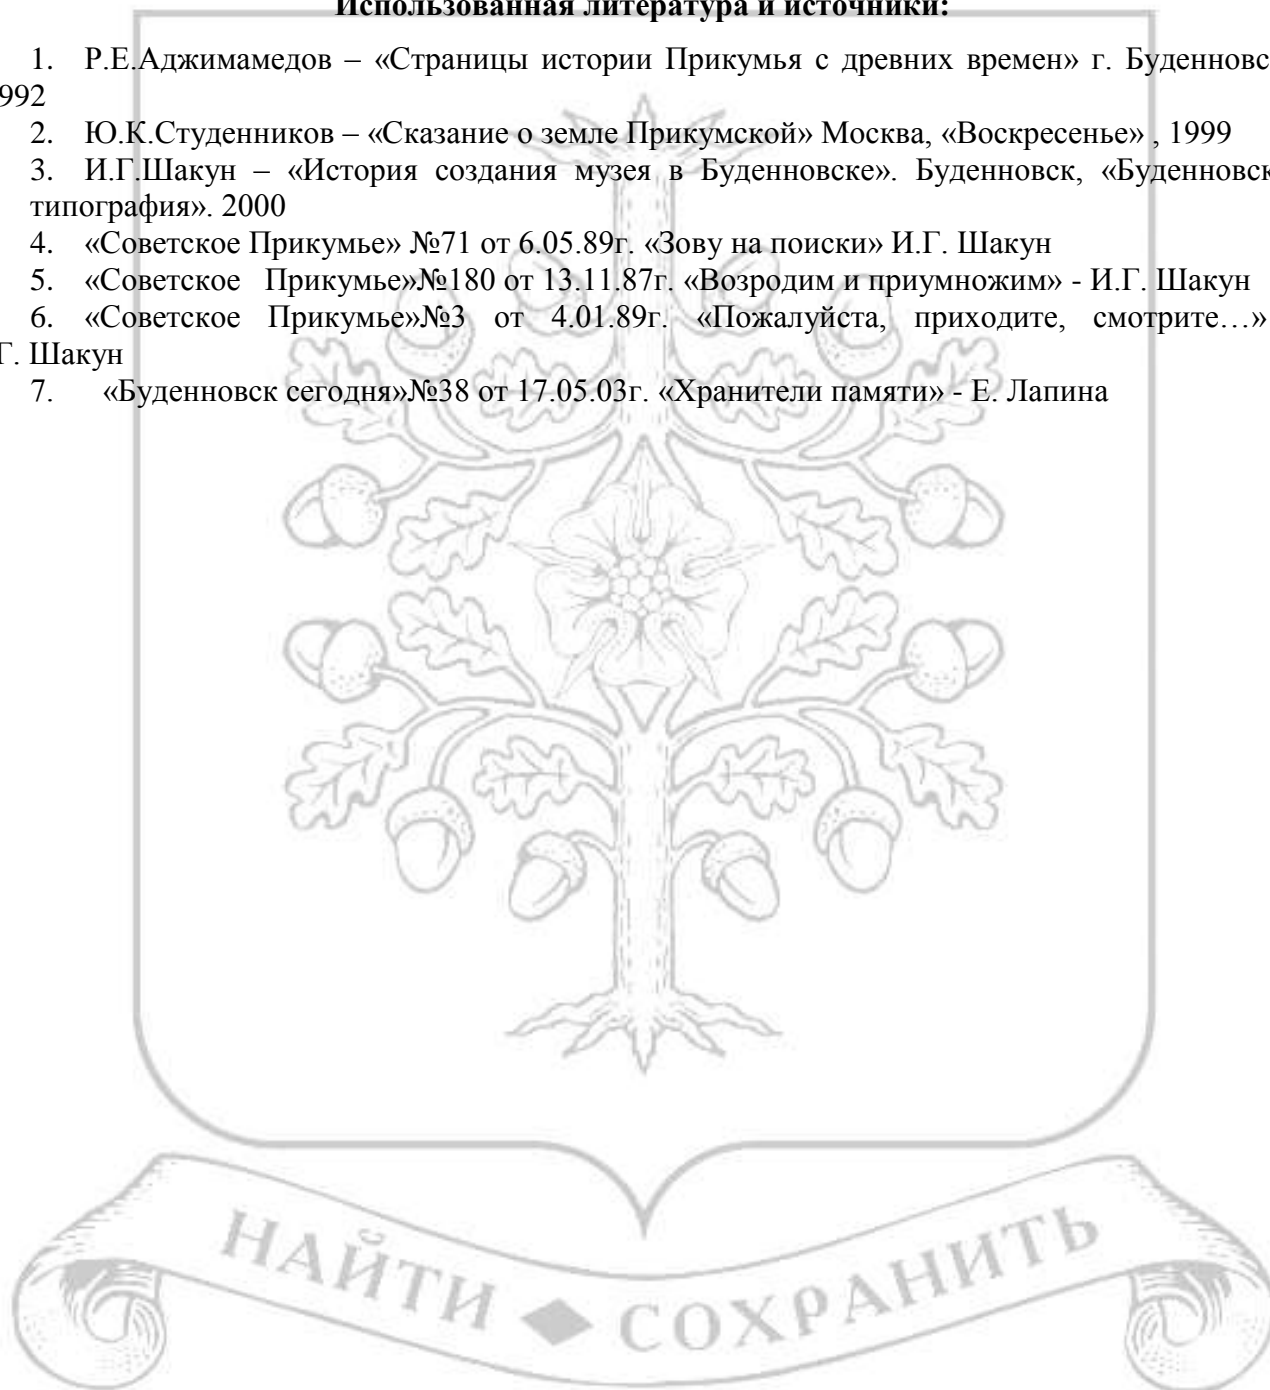 Использованная литература и источники:
1. Р.Е.Аджимамедов – «Страницы истории Прикумья с древних времен» г. Буденновс
992
2. Ю.К.Студенников – «Сказание о земле Прикумской» Москва, «Воскресенье» , 1999
3. И.Г.Шакун – «История создания музея в Буденновске». Буденновск, «Буденновск
типография». 2000
4. «Советское Прикумье» №71 от 6.05.89г. «Зову на поиски» И.Г. Шакун
5. «Советское Прикумье»№180 от 13.11.87г. «Возродим и приумножим» - И.Г. Шакун
6. «Советское Прикумье»№3 от 4.01.89г. «Пожалуйста, приходите, смотрите…»
Г. Шакун
7. «Буденновск сегодня»№38 от 17.05.03г. «Хранители памяти» - Е. Лапина
НАЙТИ ◆ СОХРАНИТЬ